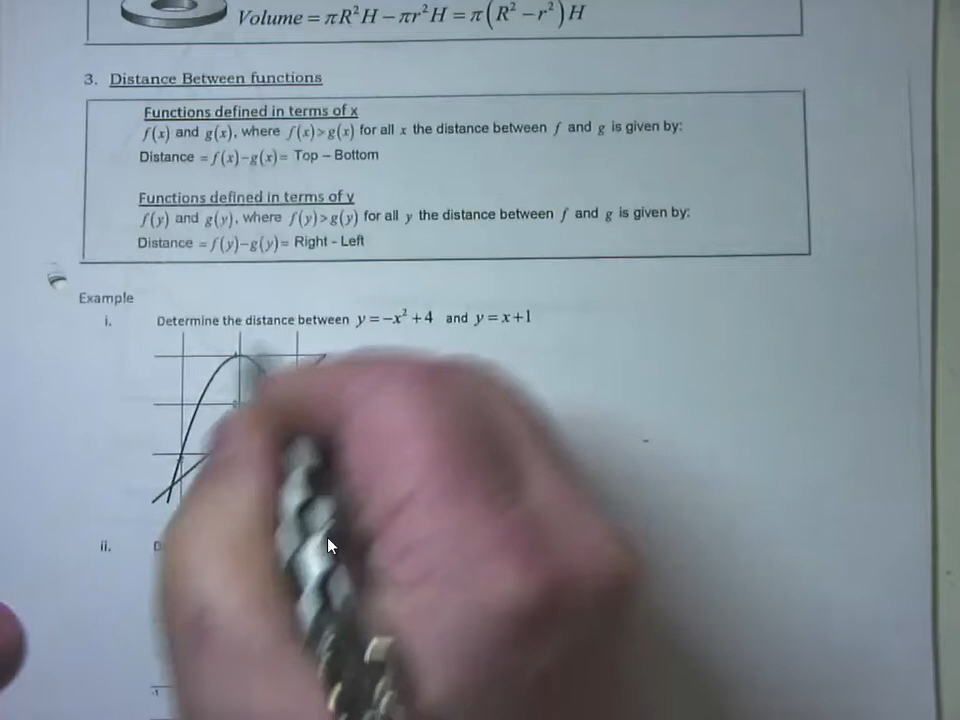 Volume = πR²H − πr²H = π(R² − r²)H
3. Distance Between functions
Functions defined in terms of x
f(x) and g(x), where f(x)>g(x) for all x the distance between f and g is given by:
Distance = f(x)−g(x)= Top − Bottom
Functions defined in terms of y
f(y) and g(y), where f(y)>g(y) for all y the distance between f and g is given by:
Distance = f(y)−g(y)= Right - Left
Example
i. Determine the distance between y = −x² + 4 and y = x+1
ii.
-1